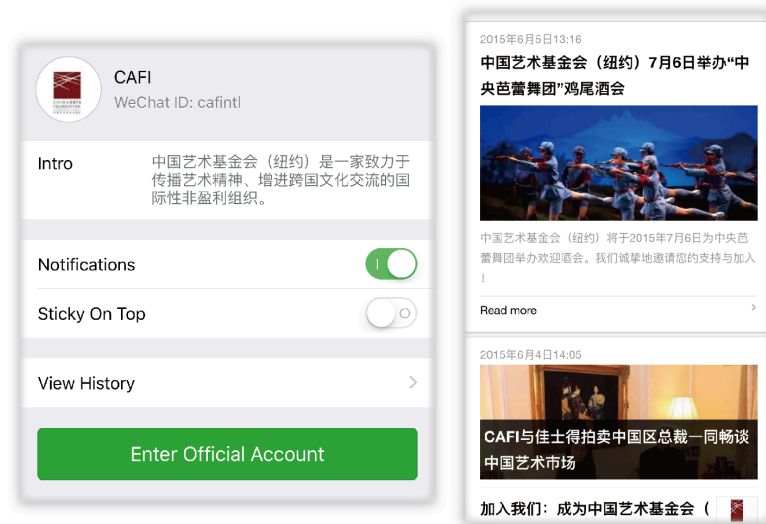 CAFI
WeChat ID: cafintl
Intro
中国艺术基金会（纽约）是一家致力于
传播艺术精神、增进跨国文化交流的国
际性非盈利组织。
Notifications
Sticky On Top
View History
Enter Official Account
2015年6月5日13:16
中国艺术基金会（纽约）7月6日举办“中
央芭蕾舞团”鸡尾酒会
中国艺术基金会（纽约）将于2015年7月6日为中央芭
蕾舞团举办欢迎酒会。我们诚挚地邀请您的支持与加入
！
Read more
2015年6月4日14:05
CAFI与佳士得拍卖中国区总裁一同畅谈
中国艺术市场
加入我们：成为中国艺术基金会（